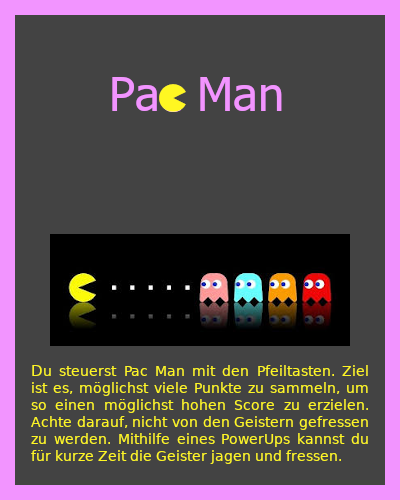 Pac Man
Du steuerst Pac Man mit den Pfeiltasten. Ziel
ist es, möglichst viele Punkte zu sammeln, um
so einen möglichst hohen Score zu erzielen.
Achte darauf, nicht von den Geistern gefressen
zu werden. Mithilfe eines PowerUps kannst du
für kurze Zeit die Geister jagen und fressen.